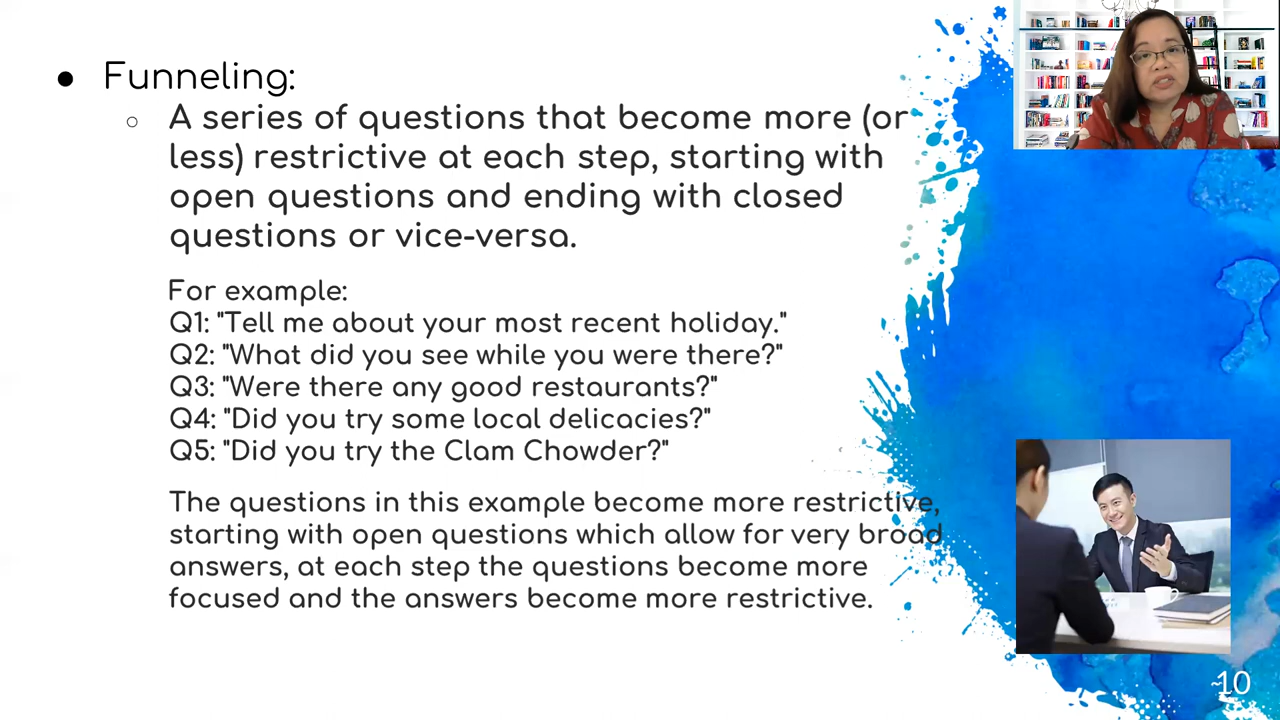 ● Funneling:
○ A series of questions that become more (or
less) restrictive at each step, starting with
open questions and ending with closed
questions or vice-versa.
For example:
Q1: "Tell me about your most recent holiday."
Q2: "What did you see while you were there?"
Q3: "Were there any good restaurants?"
Q4: "Did you try some local delicacies?"
Q5: "Did you try the Clam Chowder?"
The questions in this example become more restrictive,
starting with open questions which allow for very broad
answers, at each step the questions become more
focused and the answers become more restrictive.
10